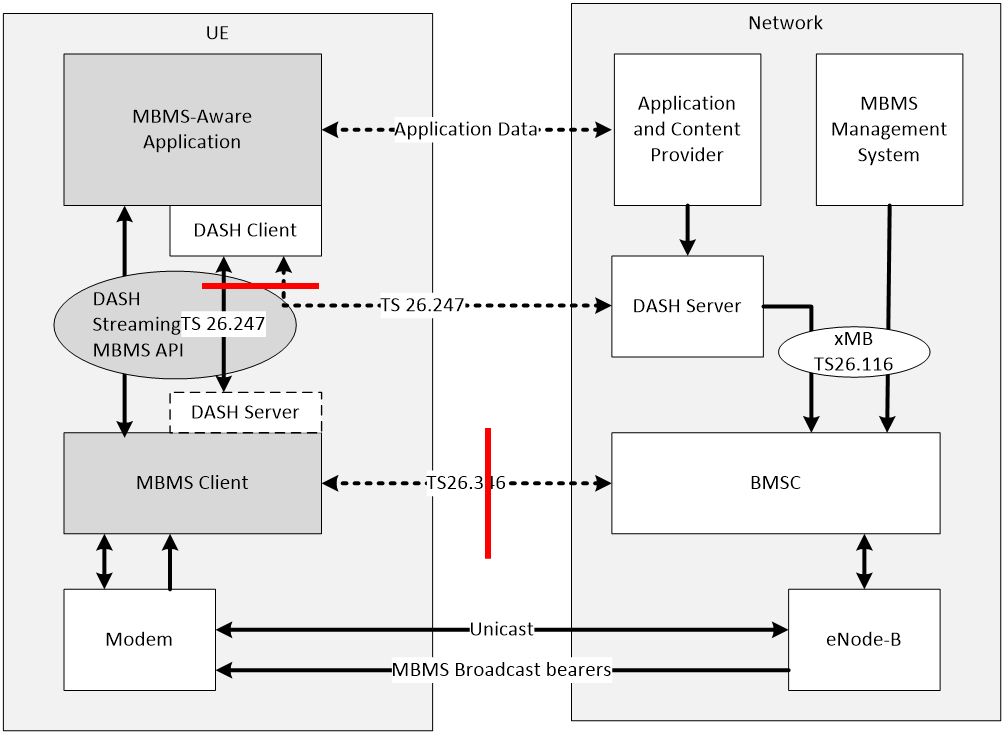 UE
Network
MBMS-Aware
Application
Application Data
Application
and Content
Provider
MBMS
Management
System
DASH Client
DASH
Streaming
MBMS API
TS 26.247
TS 26.247
DASH Server
xMB
TS26.116
DASH Server
MBMS Client
TS26.346
BMSC
Modem
Unicast
MBMS Broadcast bearers
eNode-B